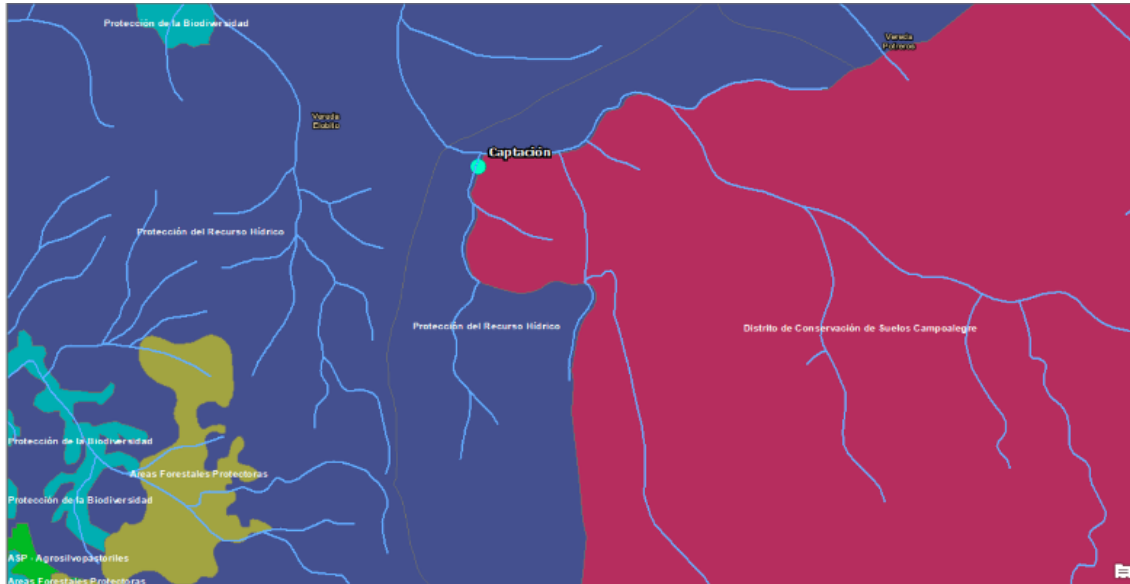 Protección de la Biodiversidad
Vereda
Potreros
Vereda
Captación
Protección del Recurso Hídrico
Protección del Recurso Hídrico
Distrito de Conservación de Suelos Campoalegre
Protección de la Biodiversidad
Areas Forestales Protectoras
Protección de la Biodiversidad
ASP - Agrosilvopastoriles
Areas Forestales Protectoras